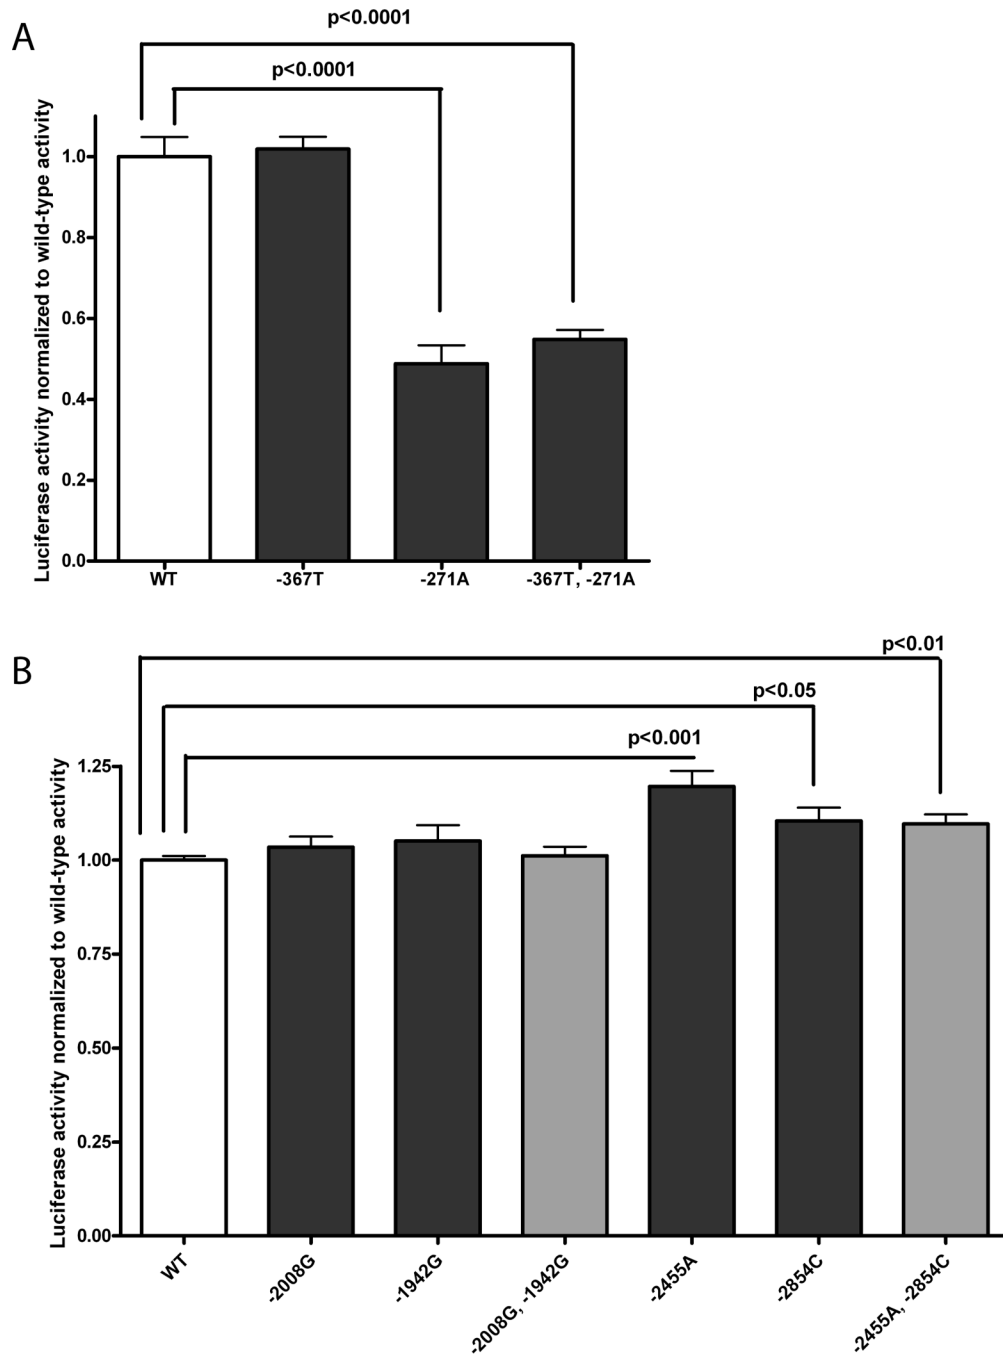 A
p<0.0001
p<0.0001
Luciferase activity normalized to wild-type activity
1.0
0.8
0.6
0.4
0.2
0.0
WT
-367T
-271A
-367T, -271A
B
p<0.01
p<0.05
p<0.001
Luciferase activity normalized to wild-type activity
1.25
1.00
0.75
0.50
0.25
0.00
WT
-2008G
-1942G
-2008G, -1942G
-2455A
-2854C
-2455A, -2854C